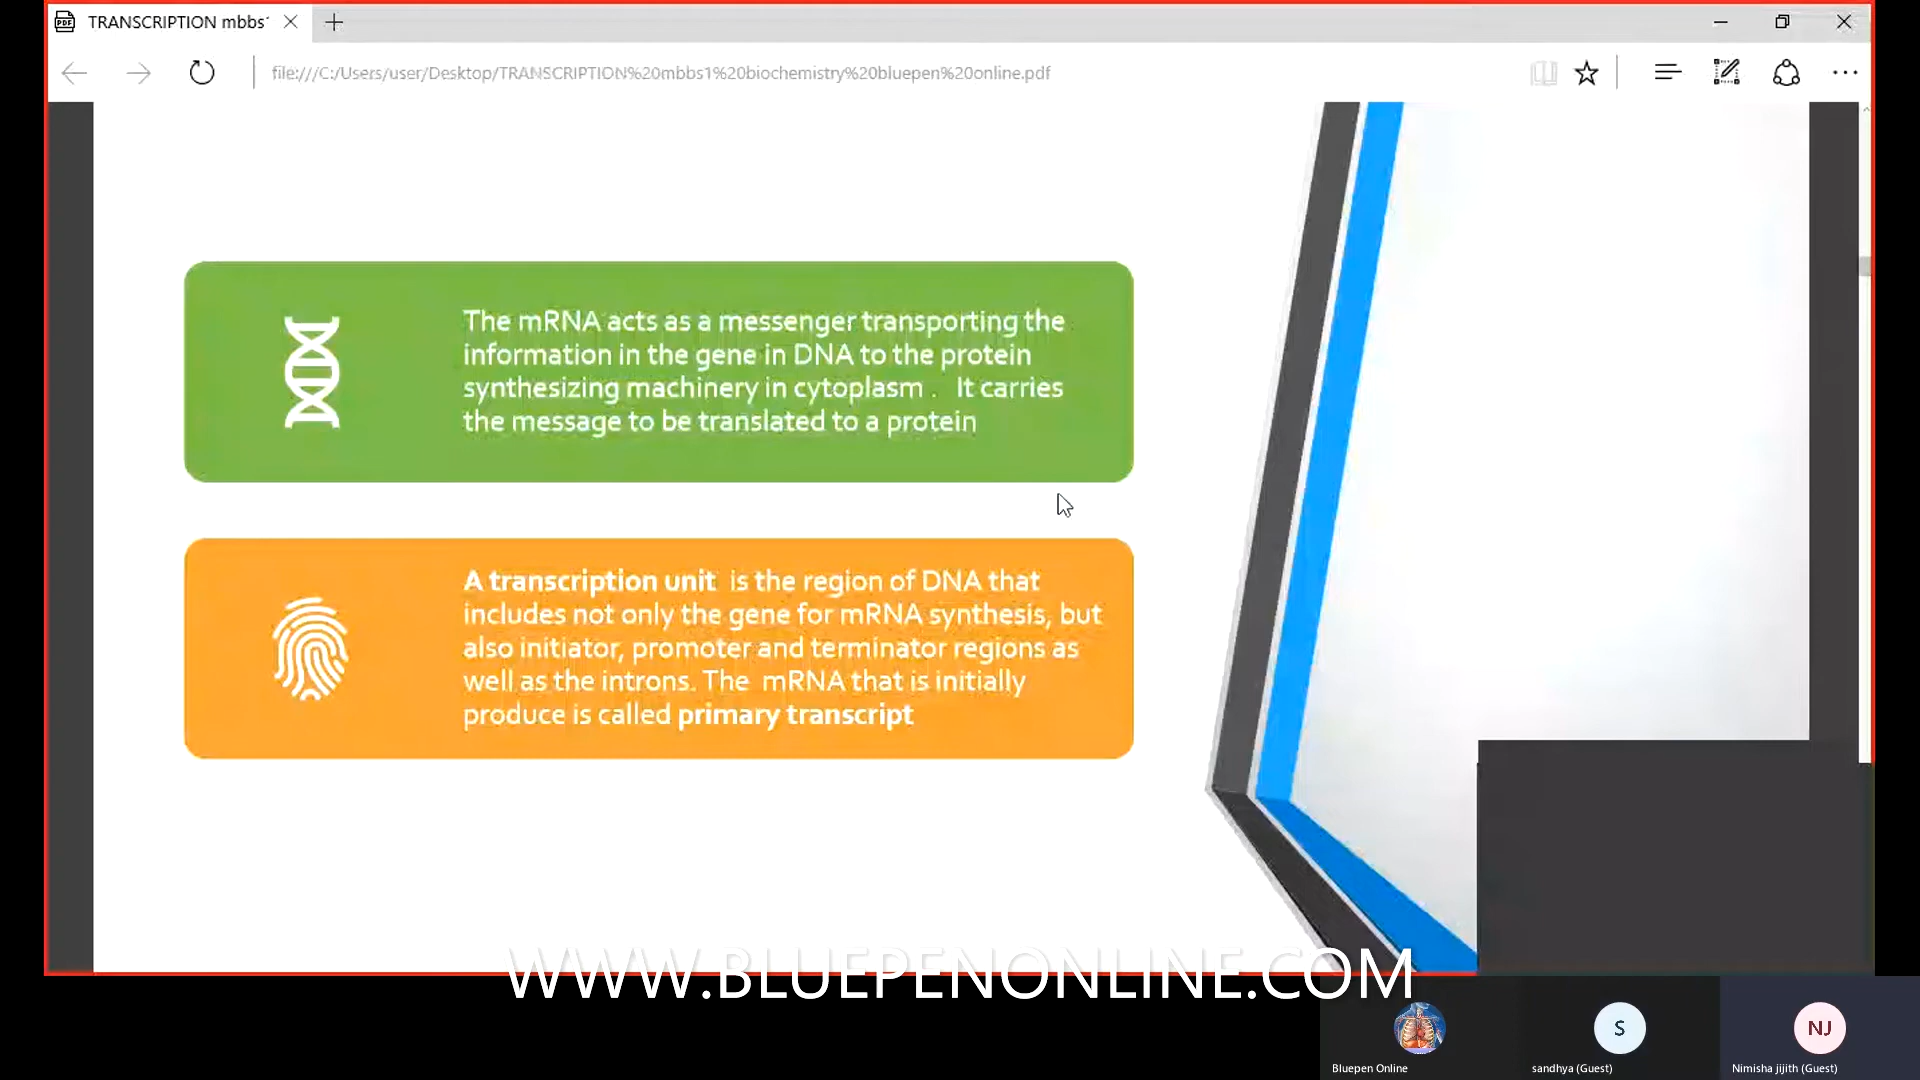 TRANSCRIPTION mbbs1
file:///C:/Users/user/Desktop/TRANSCRIPTION%20mbbs1%20biochemistry%20bluepen%20online.pdf
The mRNA acts as a messenger transporting the
information in the gene in DNA to the protein
synthesizing machinery in cytoplasm . It carries
the message to be translated to a protein
A transcription unit is the region of DNA that
includes not only the gene for mRNA synthesis, but
also initiator, promoter and terminator regions as
well as the introns. The mRNA that is initially
produce is called primary transcript
WWW.BLUEPENONLINE.COM
S
NJ
Bluepen Online
sandhya (Guest)
Nimisha jijith (Guest)